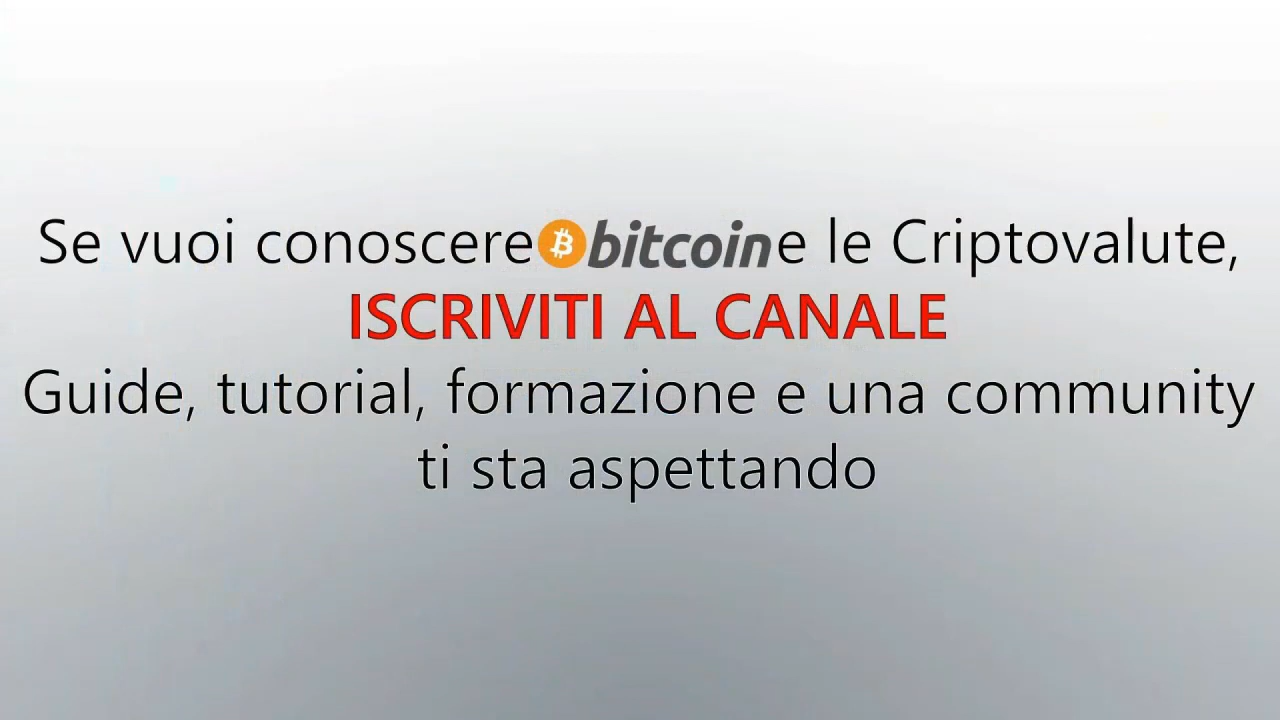 Se vuoi conoscere bitcoin e le Criptovalute,
ISCRIVITI AL CANALE
Guide, tutorial, formazione e una community
ti sta aspettando